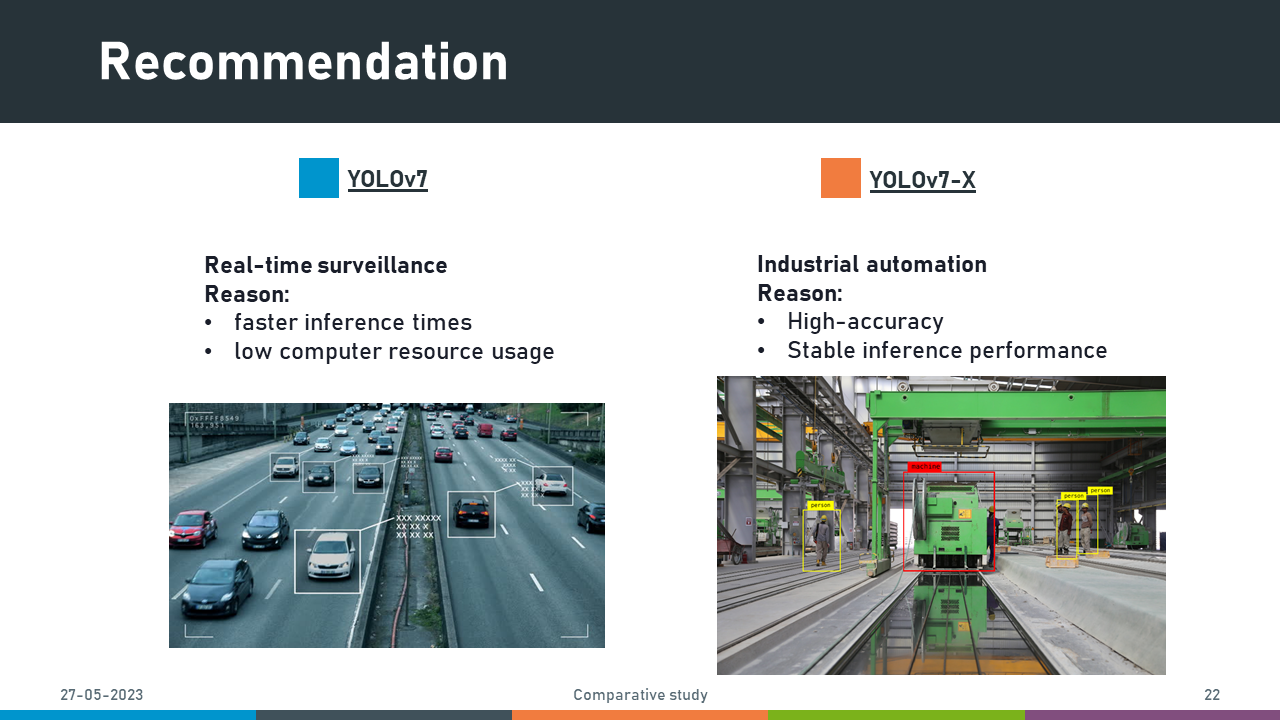 Recommendation
YOLOv7
Real-time surveillance
Reason:
• faster inference times
• low computer resource usage
YOLOv7-X
Industrial automation
Reason:
• High-accuracy
• Stable inference performance
XXX XXXXX
XX XX X
XX XX XX
machine
person
person
person
27-05-2023
Comparative study
22